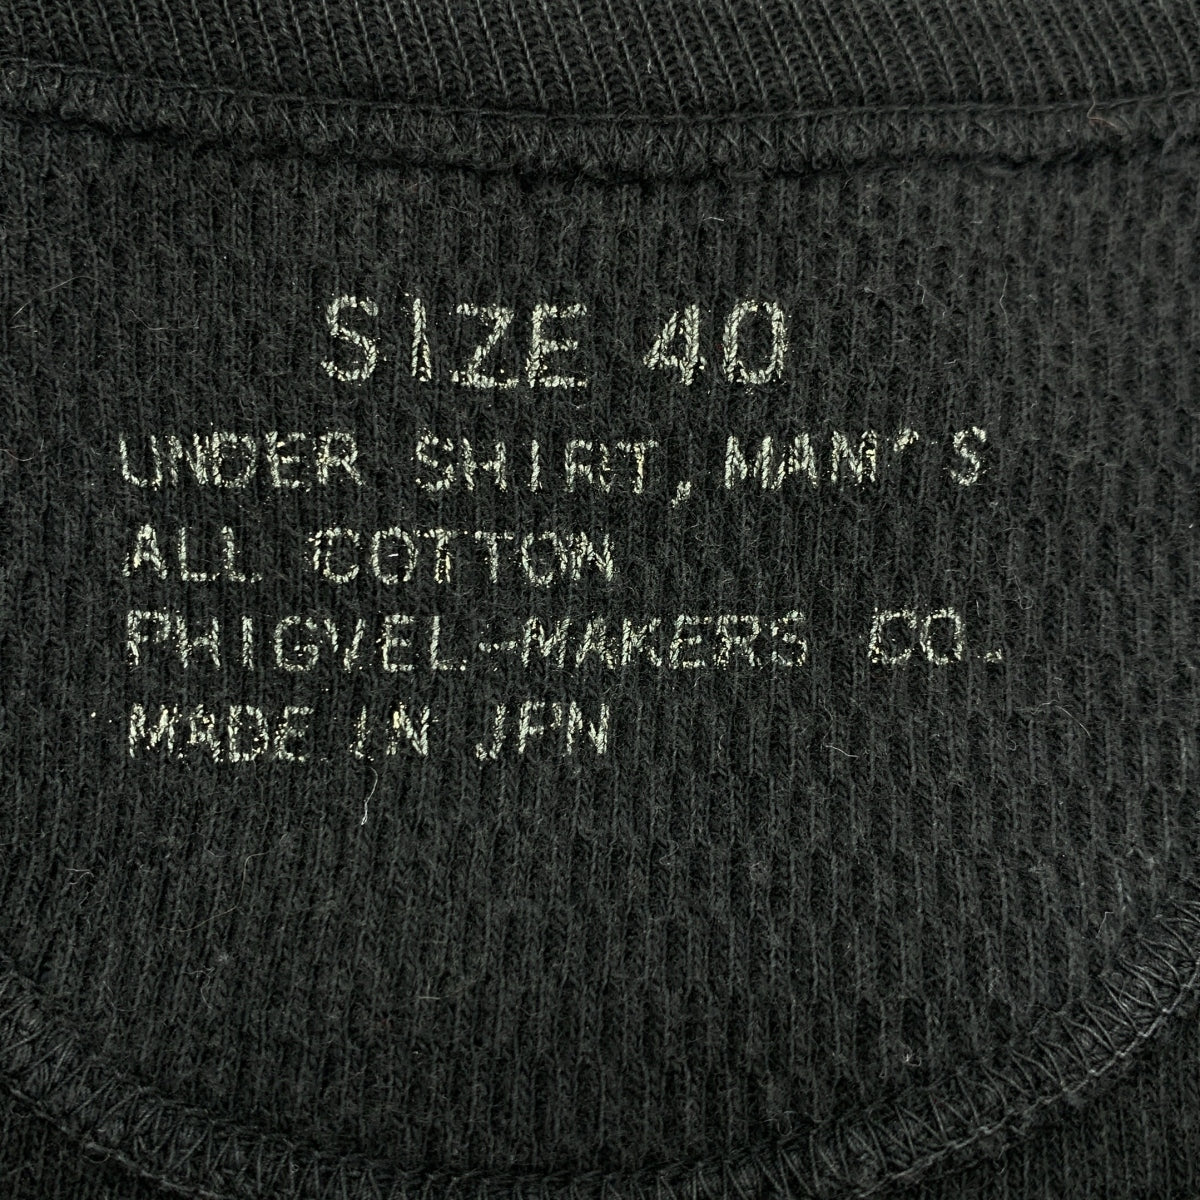 SIZE 40
UNDER SHIRT, MAN'S
ALL COTTON
PHIGVEL-MAKERS CO.
MADE IN JPN